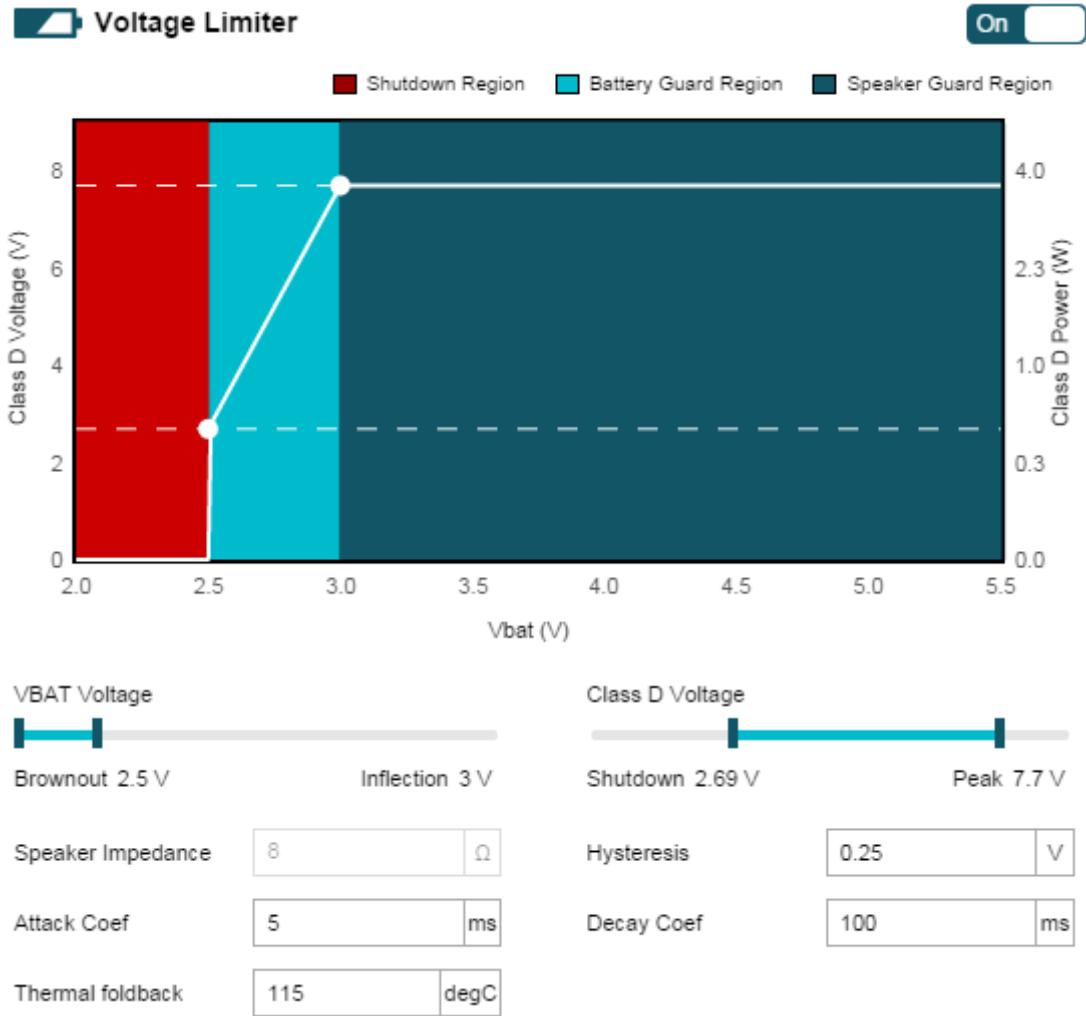 Voltage Limiter
On
Shutdown Region Battery Guard Region Speaker Guard Region
Class D Voltage (V)
8
6
4
2
0
4.0
2.3
1.0
0.3
0.0
Class D Power (W)
2.0 2.5 3.0 3.5 4.0 4.5 5.0 5.5
Vbat (V)
VBAT Voltage
Brownout 2.5 V Inflection 3 V
Class D Voltage
Shutdown 2.69 V Peak 7.7 V
Speaker Impedance 8 Ω
Hysteresis 0.25 V
Attack Coef 5 ms
Decay Coef 100 ms
Thermal foldback 115 degC